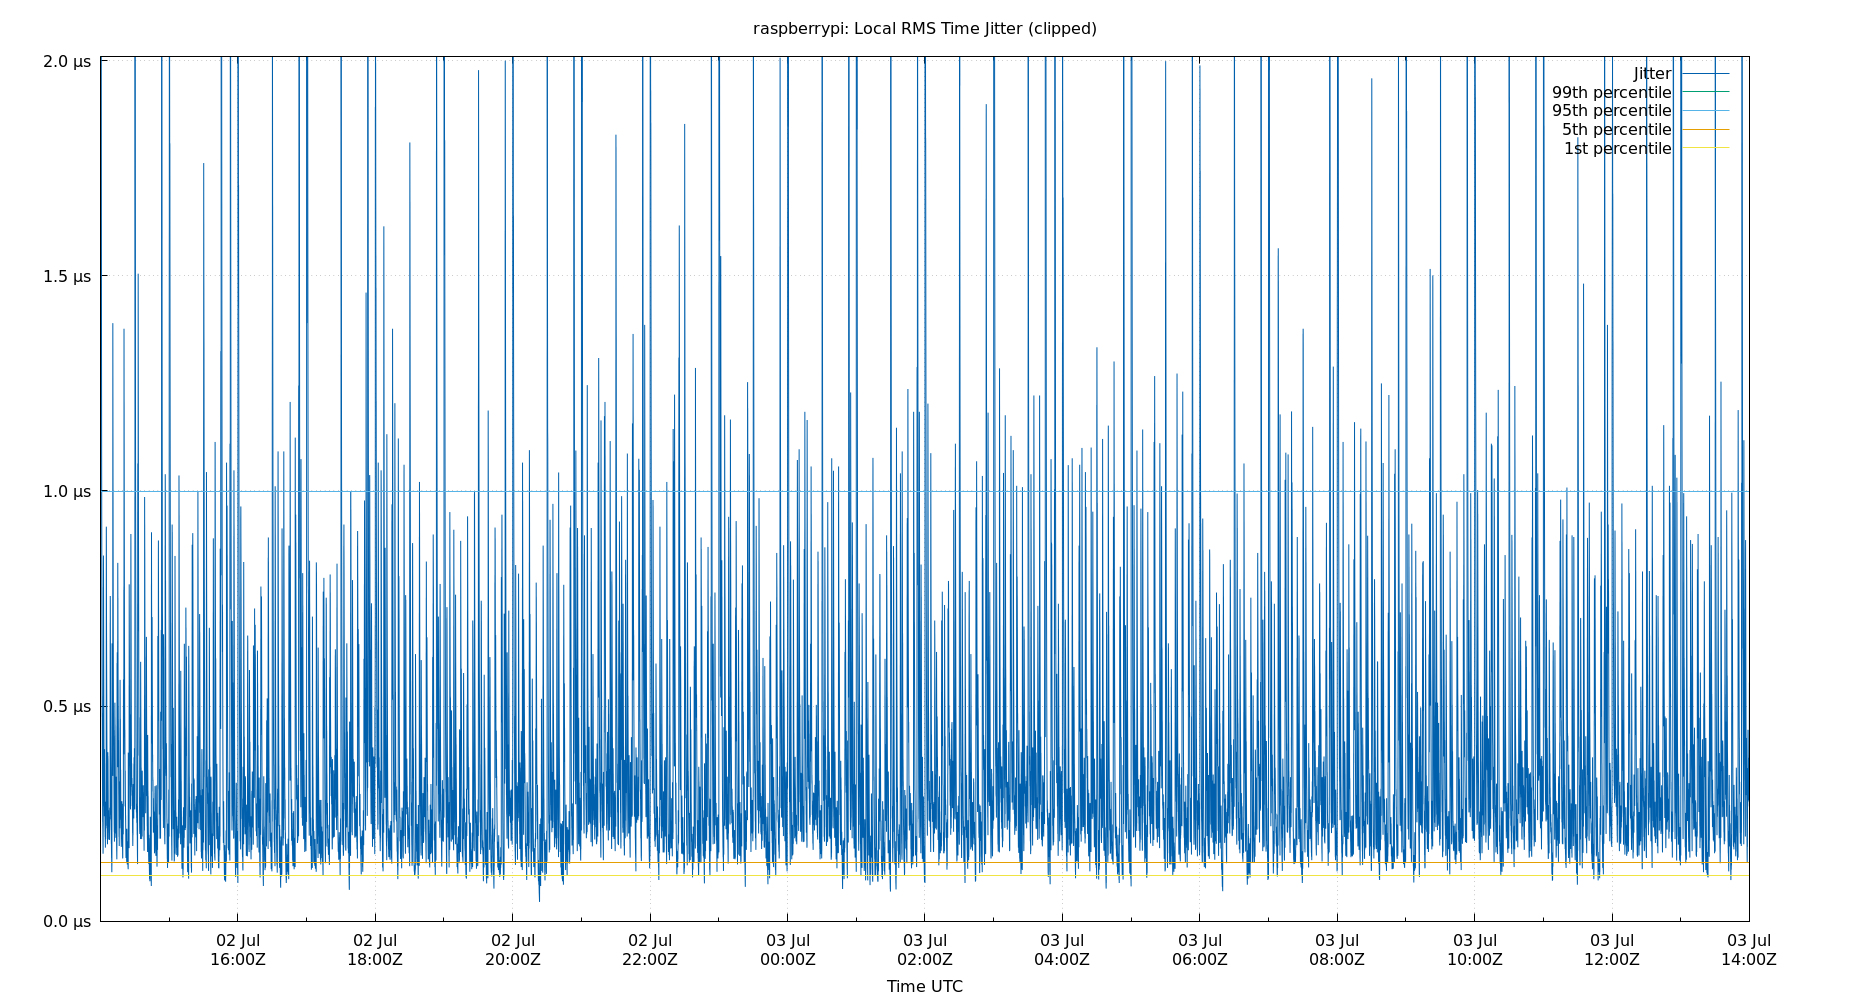 raspberrypi: Local RMS Time Jitter (clipped)
2.0 µs
1.5 µs
1.0 µs
0.5 µs
0.0 µs
Jitter
99th percentile
95th percentile
5th percentile
1st percentile
02 Jul 02 Jul 02 Jul 02 Jul 03 Jul 03 Jul 03 Jul 03 Jul 03 Jul 03 Jul 03 Jul 03 Jul
16:00Z 18:00Z 20:00Z 22:00Z 00:00Z 02:00Z 04:00Z 06:00Z 08:00Z 10:00Z 12:00Z 14:00Z
Time UTC